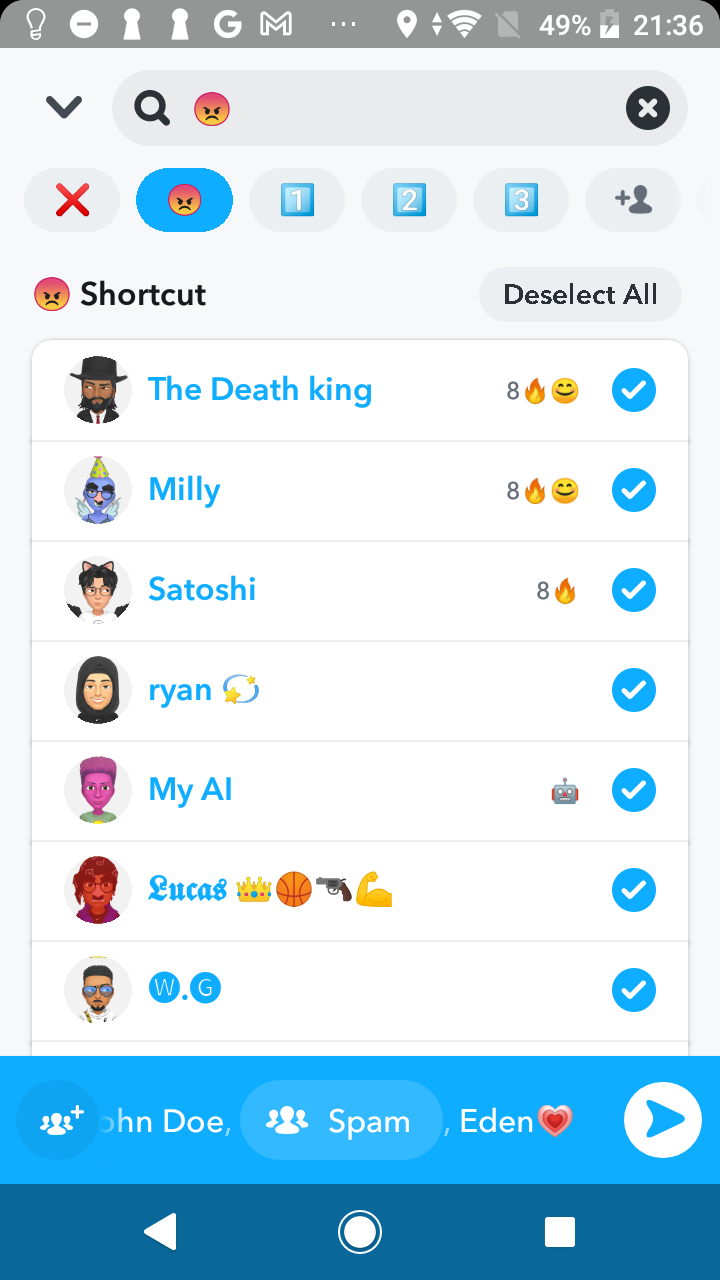 49% 21:36
😡
❌ 😡 1️⃣ 2️⃣ 3️⃣
😡 Shortcut Deselect All
The Death king 8🔥😊
Milly 8🔥😊
Satoshi 8🔥
ryan 💫
My AI 🤖
𝕷𝖚𝖈𝖆𝖘 👑🏀🔫💪
🅦.🅖
ohn Doe, Spam , Eden💗